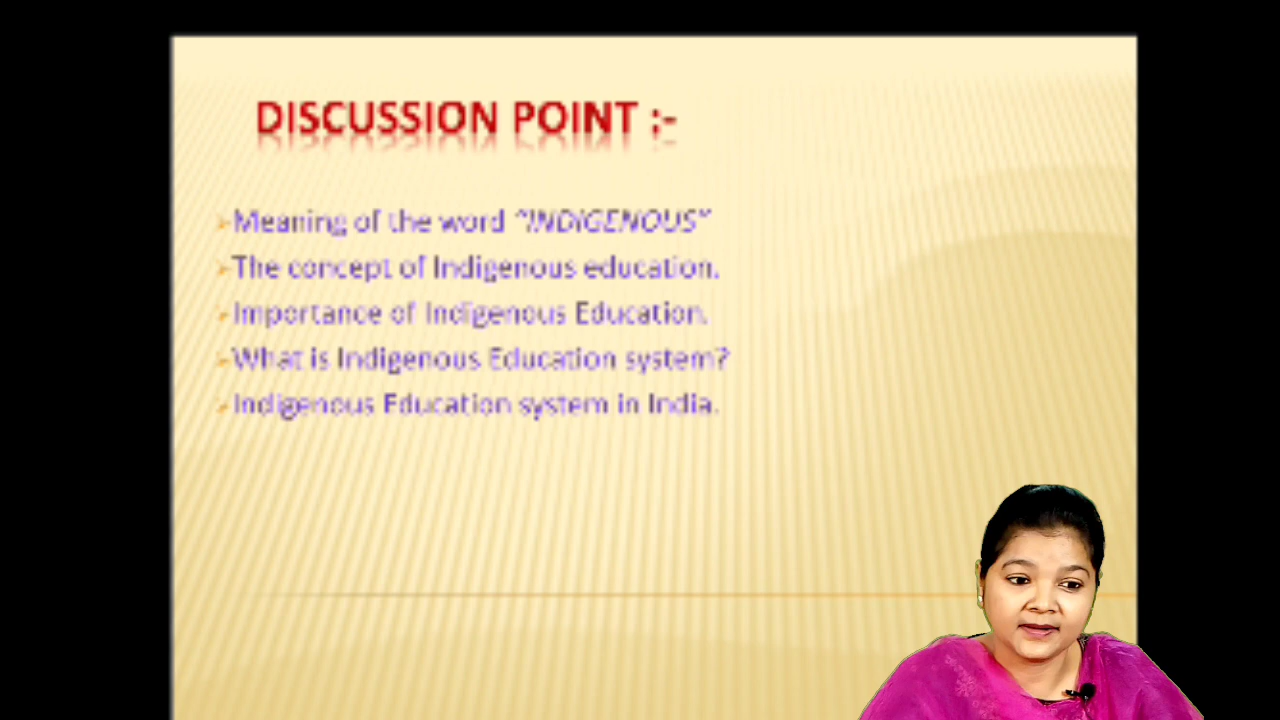 DISCUSSION POINT :-
Meaning of the word "INDIGENOUS"
The concept of Indigenous education.
Importance of Indigenous Education.
What is Indigenous Education system?
Indigenous Education system in India.